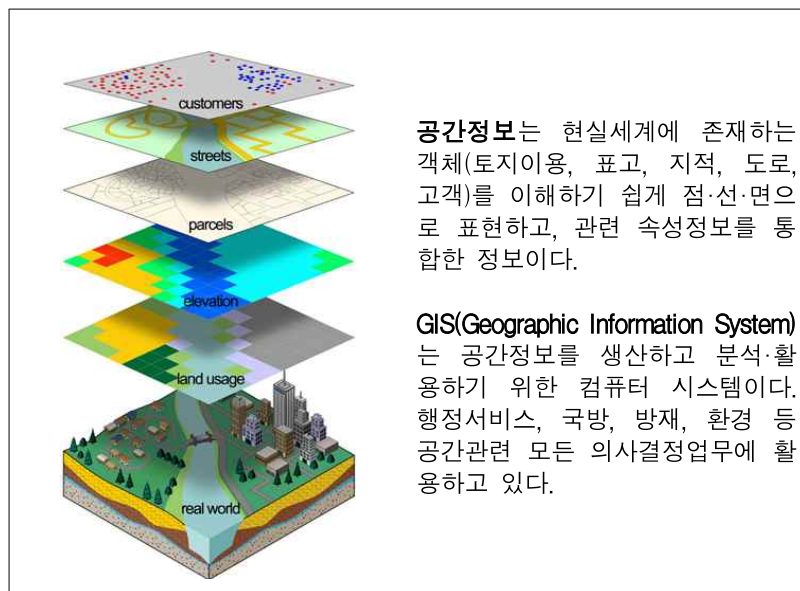 customers
streets
parcels
elevation
land usage
real world
공간정보는 현실세계에 존재하는
객체(토지이용, 표고, 지적, 도로,
고객)를 이해하기 쉽게 점·선·면으
로 표현하고, 관련 속성정보를 통
합한 정보이다.
GIS(Geographic Information System)
는 공간정보를 생산하고 분석·활
용하기 위한 컴퓨터 시스템이다.
행정서비스, 국방, 방재, 환경 등
공간관련 모든 의사결정업무에 활
용하고 있다.